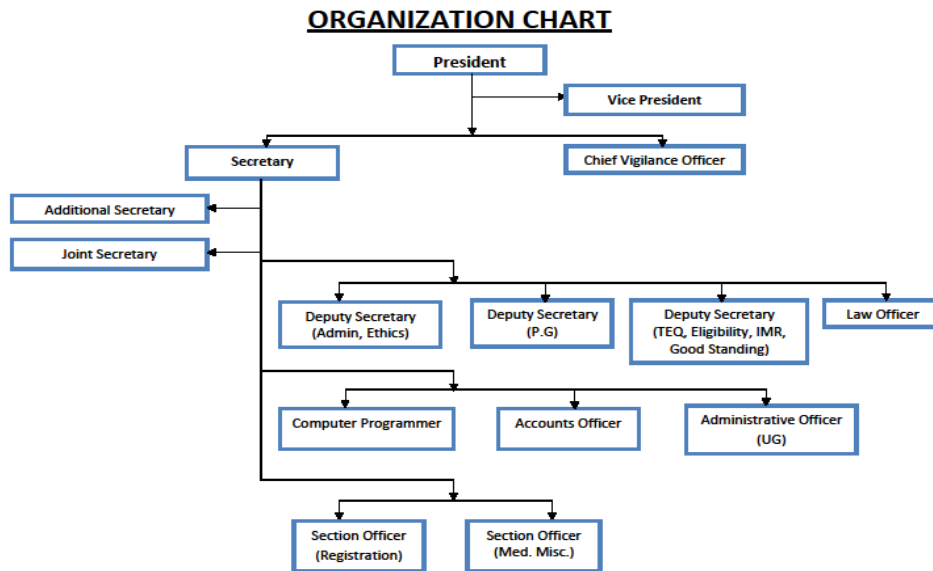 ORGANIZATION CHART
President
Vice President
Secretary
Chief Vigilance Officer
Additional Secretary
Joint Secretary
Deputy Secretary
(Admin, Ethics)
Deputy Secretary
(P.G)
Deputy Secretary
(TEQ, Eligibility, IMR,
Good Standing)
Law Officer
Computer Programmer
Accounts Officer
Administrative Officer
(UG)
Section Officer
(Registration)
Section Officer
(Med. Misc.)